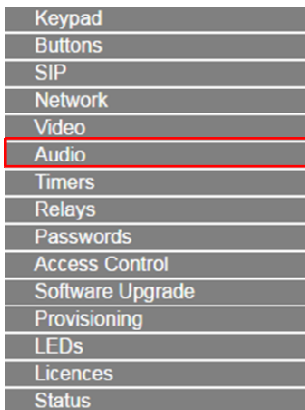 Keypad
Buttons
SIP
Network
Video
Audio
Timers
Relays
Passwords
Access Control
Software Upgrade
Provisioning
LEDs
Licences
Status